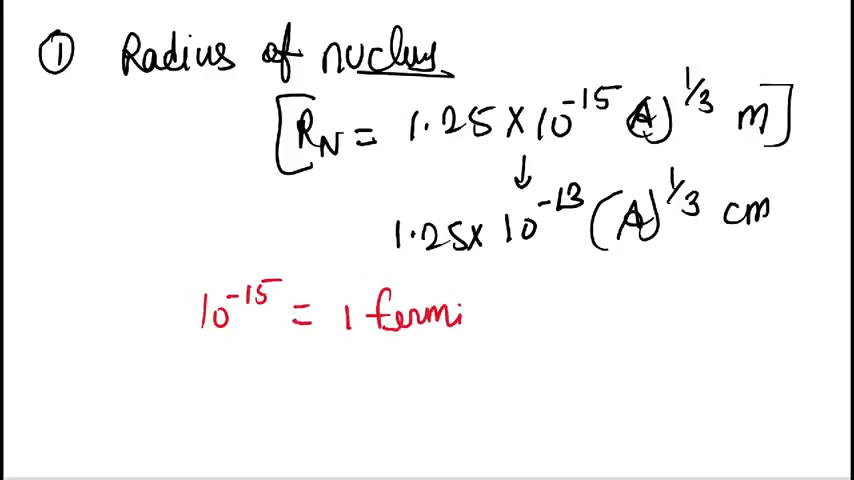 ① Radius of nucleus
[R_N = 1.25 × 10^-15 (A)^1/3 m]
↓
1.25 × 10^-13 (A)^1/3 cm
10^-15 = 1 fermi